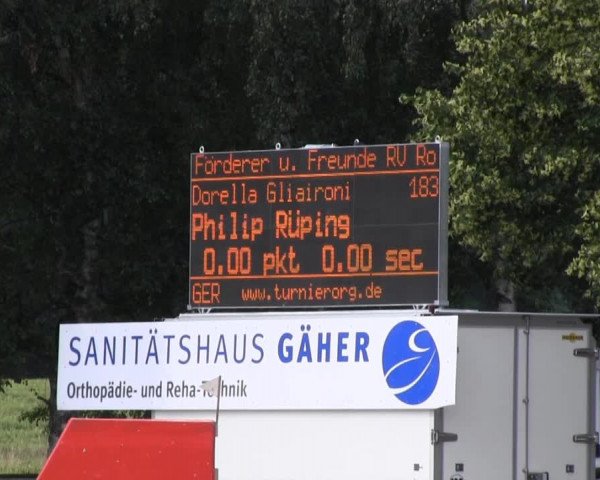 Förderer u. Freunde RV Ro
Dorella Gliaironi 183
Philip Rüping
0.00 pkt 0.00 sec
GER www.turnierorg.de
SANITÄTSHAUS GÄHER
Orthopädie- und Reha-Technik